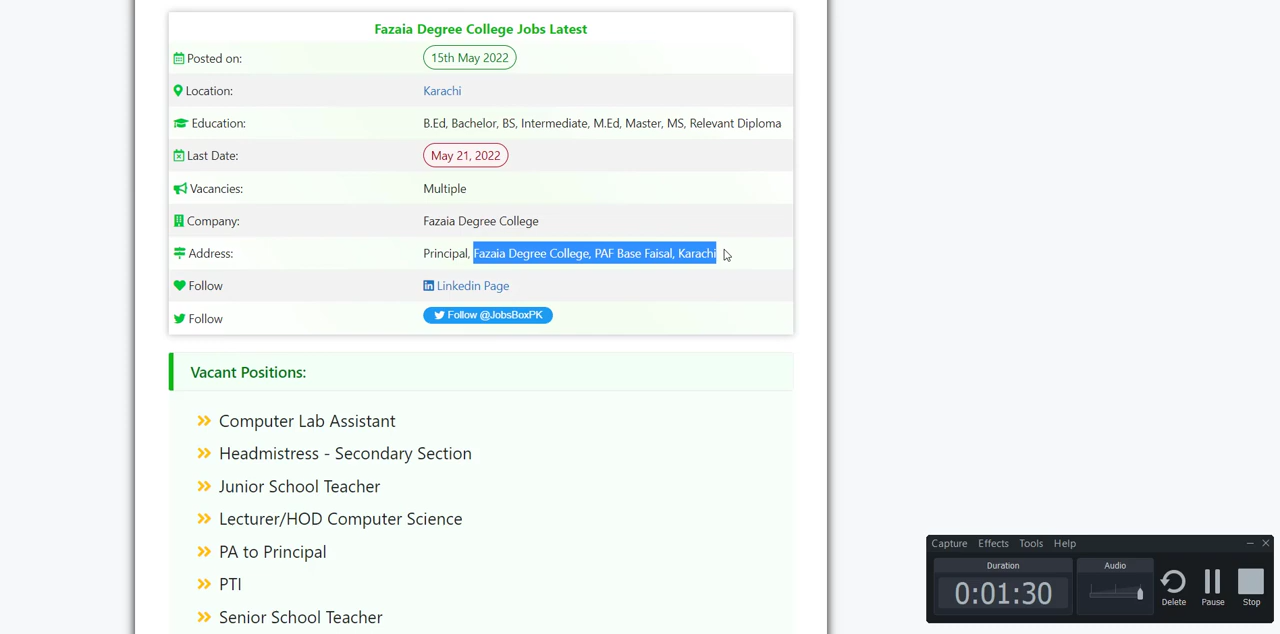 Fazaia Degree College Jobs Latest
Posted on: 15th May 2022
Location: Karachi
Education: B.Ed, Bachelor, BS, Intermediate, M.Ed, Master, MS, Relevant Diploma
Last Date: May 21, 2022
Vacancies: Multiple
Company: Fazaia Degree College
Address: Principal, Fazaia Degree College, PAF Base Faisal, Karachi
Follow Linkedin Page
Follow Follow @JobsBoxPK
Vacant Positions:
Computer Lab Assistant
Headmistress - Secondary Section
Junior School Teacher
Lecturer/HOD Computer Science
PA to Principal
PTI
Senior School Teacher
Capture Effects Tools Help
Duration Audio
0:01:30
Delete Pause Stop